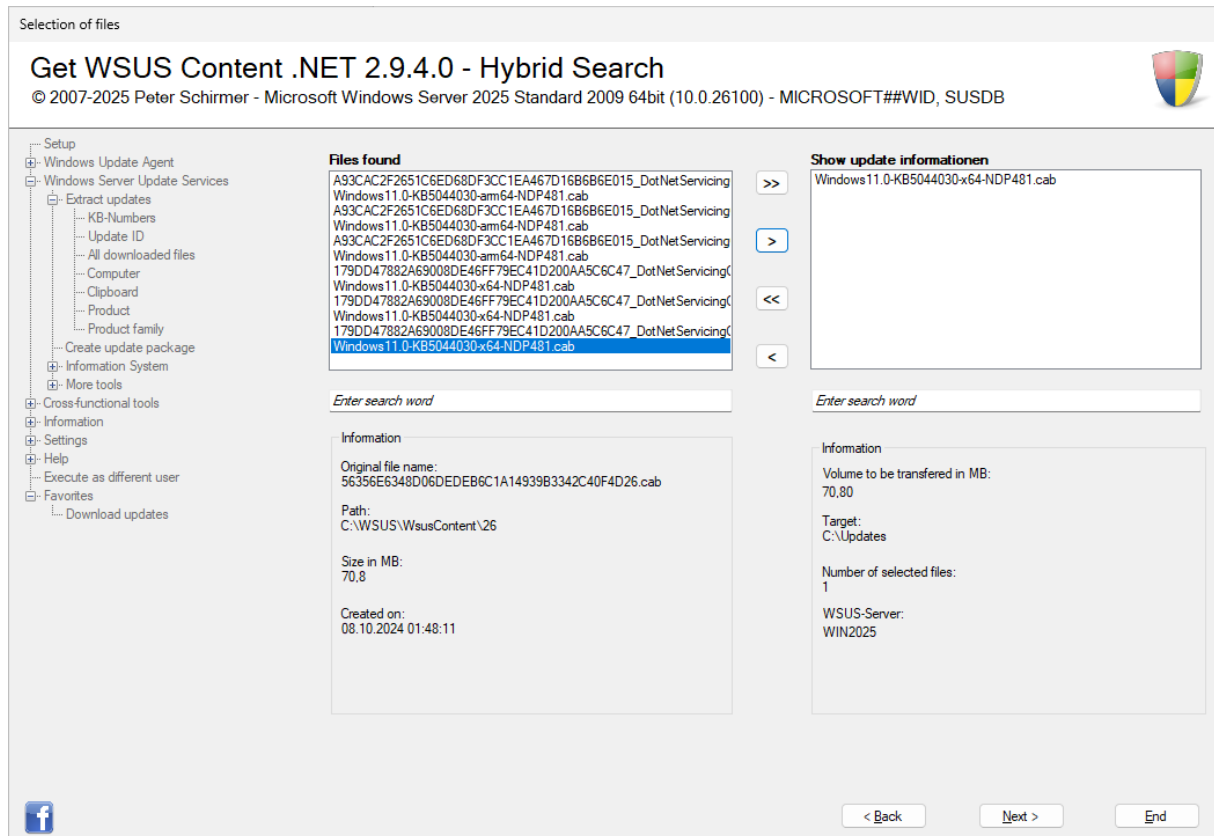 Selection of files
Get WSUS Content .NET 2.9.4.0 - Hybrid Search
© 2007-2025 Peter Schirmer - Microsoft Windows Server 2025 Standard 2009 64bit (10.0.26100) - MICROSOFT##WID, SUSDB
Setup
Windows Update Agent
Windows Server Update Services
Extract updates
KB-Numbers
Update ID
All downloaded files
Computer
Clipboard
Product
Product family
Create update package
Information System
More tools
Cross-functional tools
Information
Settings
Help
Execute as different user
Favorites
Download updates
Files found
A93CAC2F2651C6ED68DF3CC1EA467D16B6B6E015_DotNetServicing
Windows11.0-KB5044030-arm64-NDP481.cab
A93CAC2F2651C6ED68DF3CC1EA467D16B6B6E015_DotNetServicing
Windows11.0-KB5044030-arm64-NDP481.cab
A93CAC2F2651C6ED68DF3CC1EA467D16B6B6E015_DotNetServicing
Windows11.0-KB5044030-arm64-NDP481.cab
179DD47882A69008DE46FF79EC41D200AA5C6C47_DotNetServicingC
Windows11.0-KB5044030-x64-NDP481.cab
179DD47882A69008DE46FF79EC41D200AA5C6C47_DotNetServicingC
Windows11.0-KB5044030-x64-NDP481.cab
179DD47882A69008DE46FF79EC41D200AA5C6C47_DotNetServicingC
Windows11.0-KB5044030-x64-NDP481.cab
Enter search word
Information
Original file name:
56356E6348D06DEDEB6C1A14939B3342C40F4D26.cab
Path:
C:\WSUS\WsusContent\26
Size in MB:
70,8
Created on:
08.10.2024 01:48:11
>>
>
<<
<
Show update informationen
Windows11.0-KB5044030-x64-NDP481.cab
Enter search word
Information
Volume to be transfered in MB:
70,80
Target:
C:\Updates
Number of selected files:
1
WSUS-Server:
WIN2025
f
< Back
Next >
End